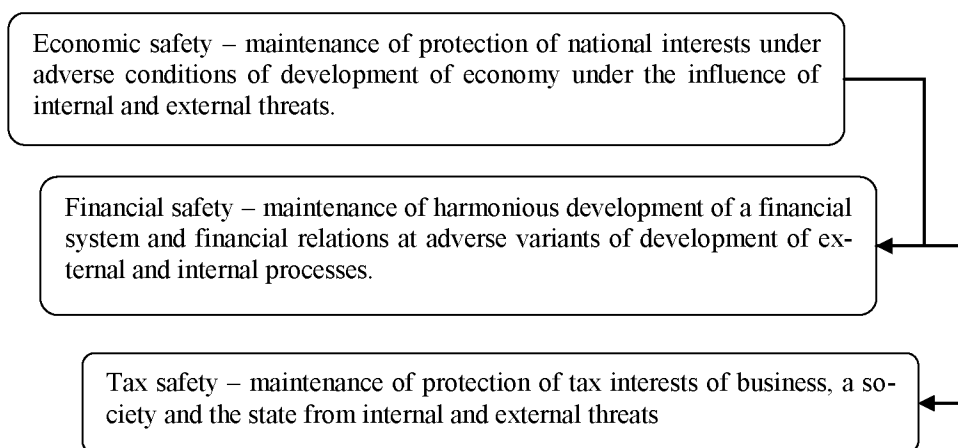 Economic safety – maintenance of protection of national interests under
adverse conditions of development of economy under the influence of
internal and external threats.
Financial safety – maintenance of harmonious development of a financial
system and financial relations at adverse variants of development of ex-
ternal and internal processes.
Tax safety – maintenance of protection of tax interests of business, a so-
ciety and the state from internal and external threats